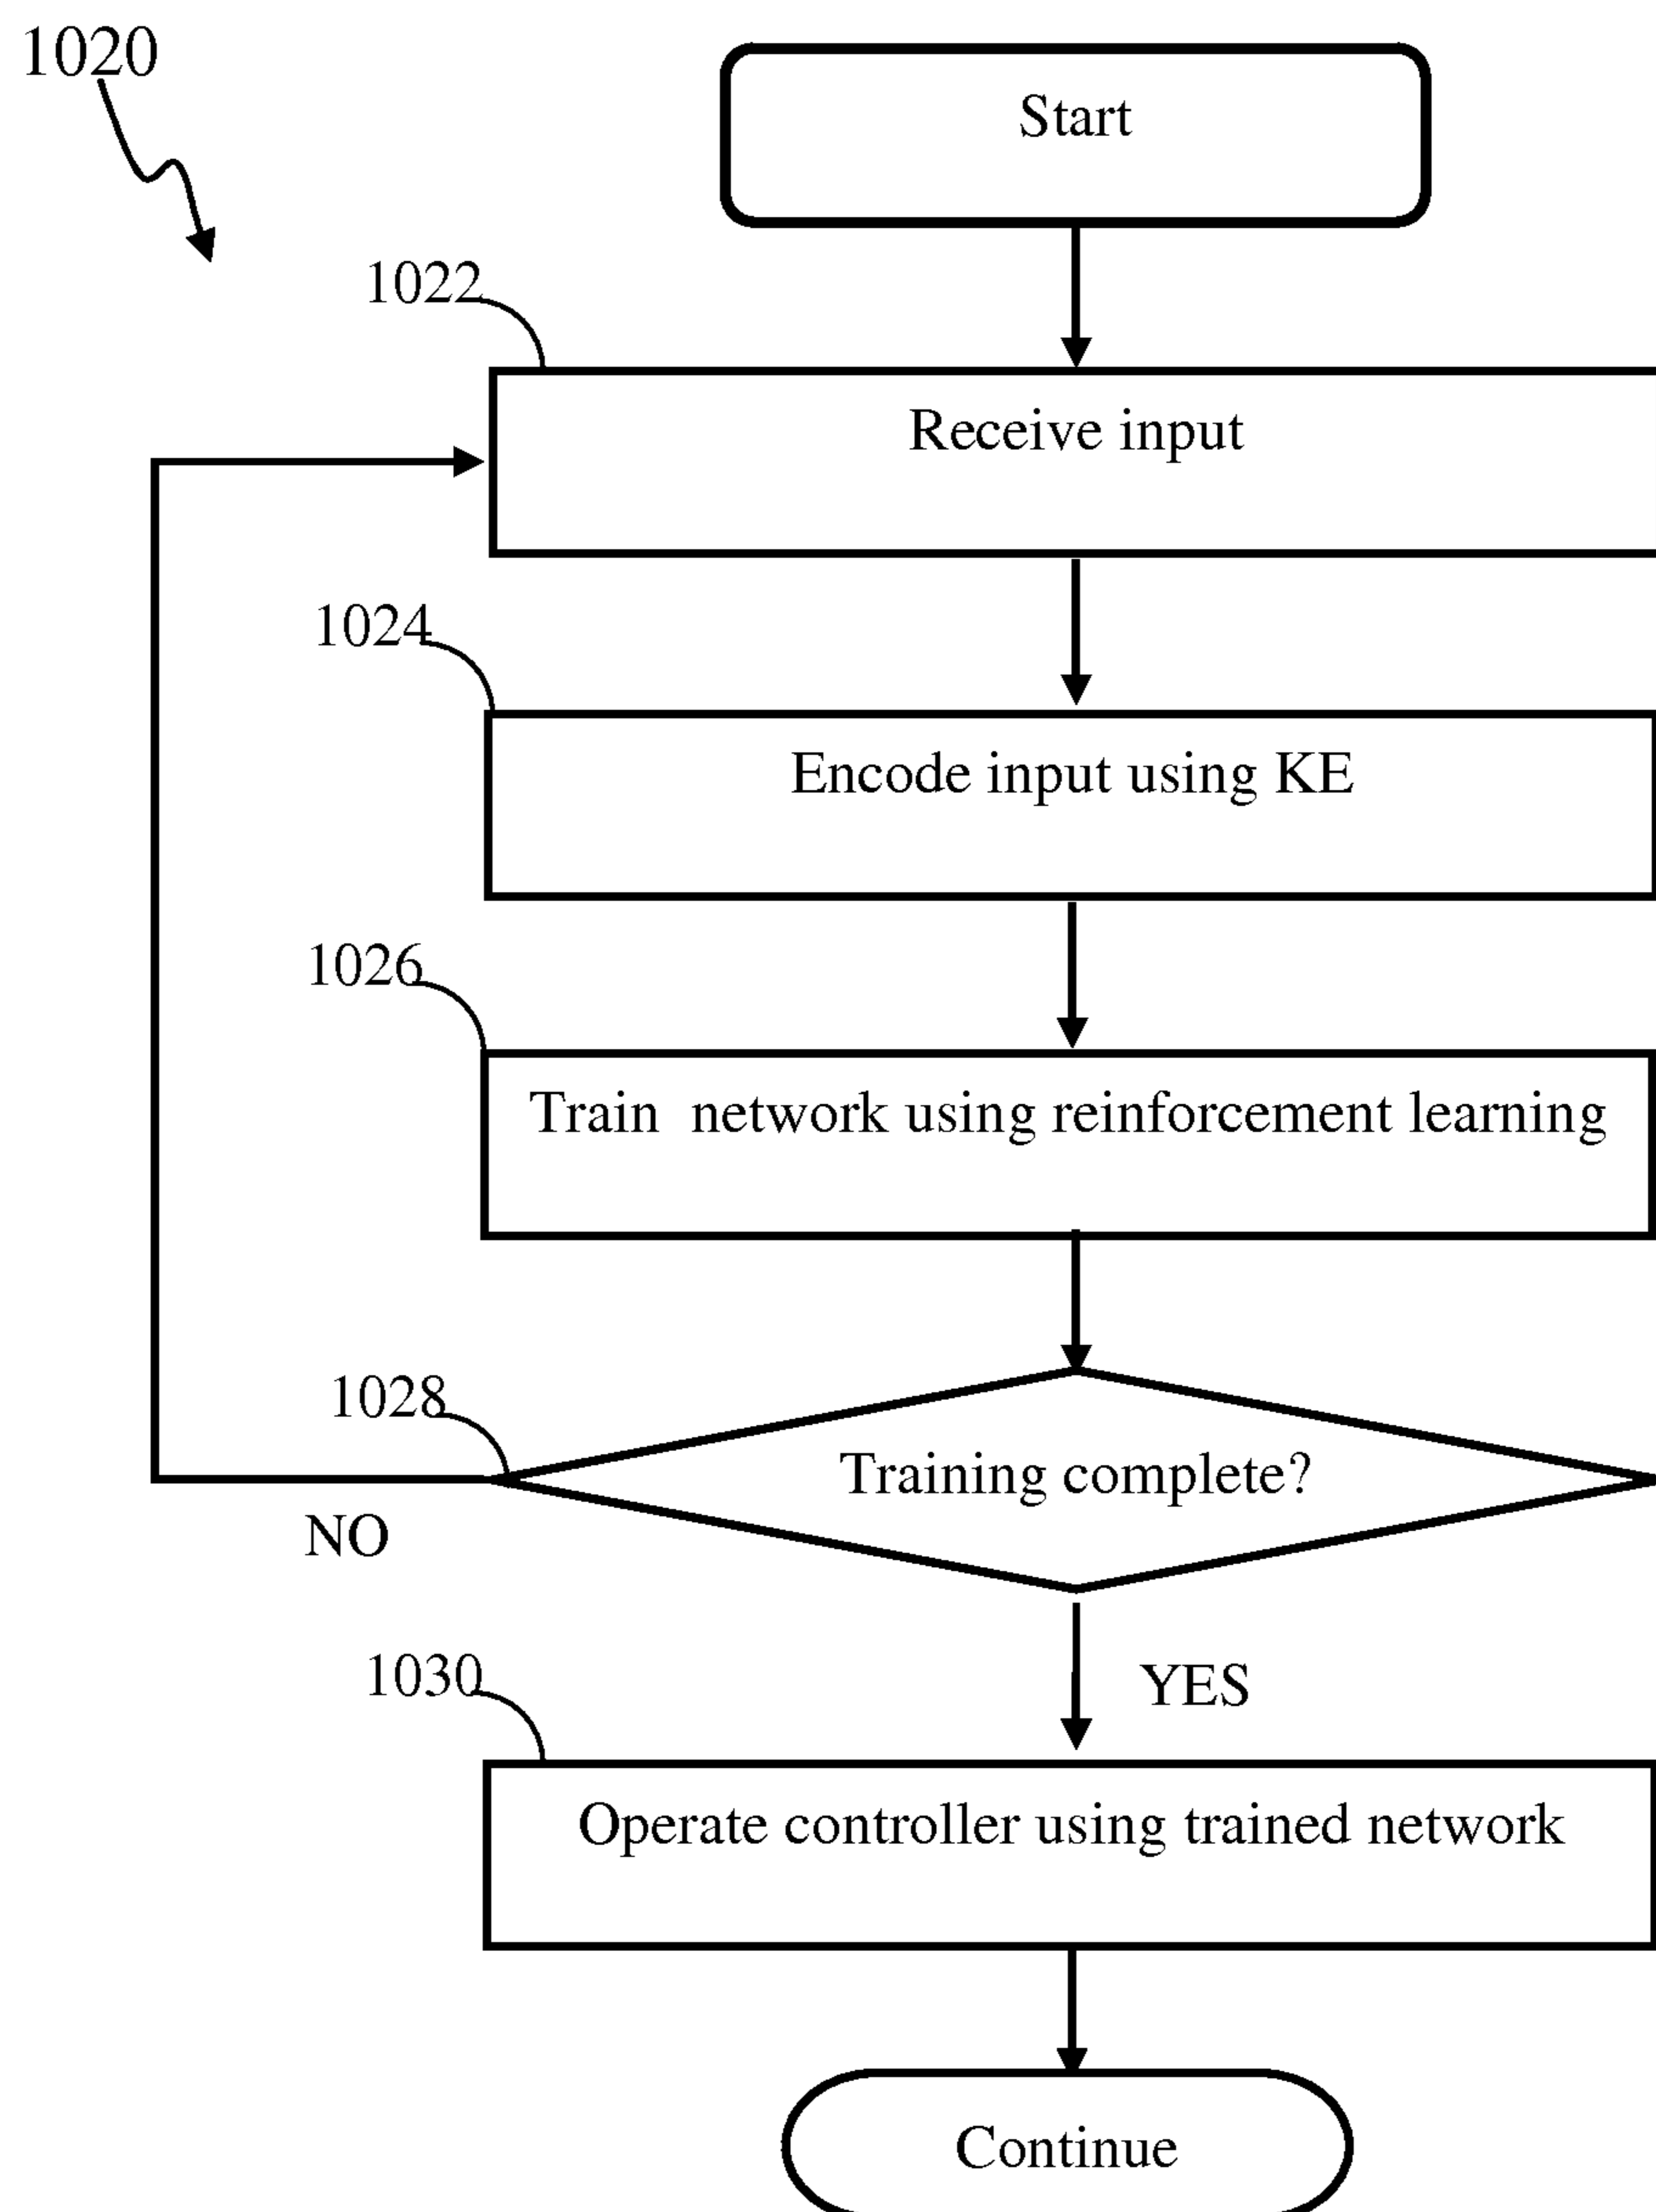 1020
Start
1022
Receive input
1024
Encode input using KE
1026
Train network using reinforcement learning
1028
Training complete?
NO
YES
1030
Operate controller using trained network
Continue